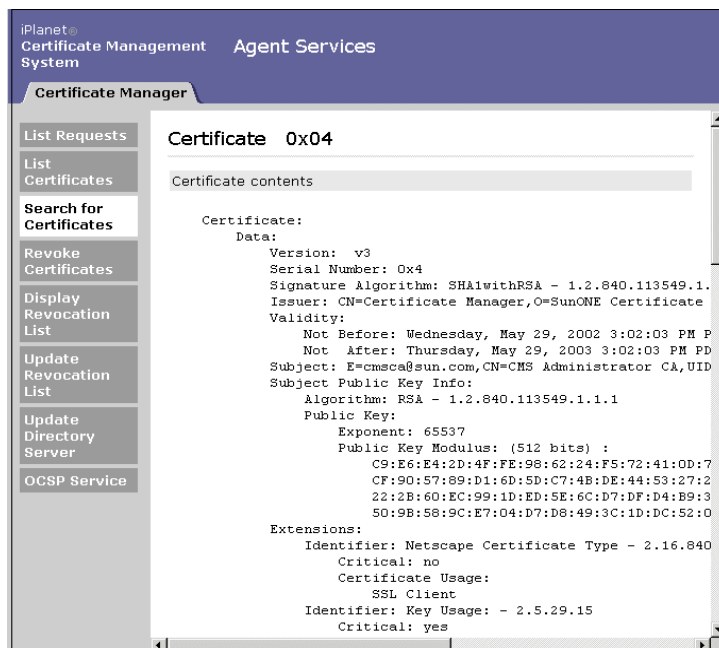 iPlanet®
Certificate Management
System
Agent Services
Certificate Manager
List Requests
List
Certificates
Search for
Certificates
Revoke
Certificates
Display
Revocation
List
Update
Revocation
List
Update
Directory
Server
OCSP Service
Certificate 0x04
Certificate contents
Certificate:
Data:
Version: v3
Serial Number: 0x4
Signature Algorithm: SHA1withRSA - 1.2.840.113549.1.
Issuer: CN=Certificate Manager,O=SunONE Certificate
Validity:
Not Before: Wednesday, May 29, 2002 3:02:03 PM P
Not After: Thursday, May 29, 2003 3:02:03 PM PD
Subject: E=cmsca@sun.com,CN=CMS Administrator CA,UID
Subject Public Key Info:
Algorithm: RSA - 1.2.840.113549.1.1.1
Public Key:
Exponent: 65537
Public Key Modulus: (512 bits) :
C9:E6:E4:2D:4F:FE:98:62:24:F5:72:41:0D:7
CF:90:57:89:D1:6D:5D:C7:4B:DE:44:53:27:2
22:2B:60:EC:99:1D:ED:5E:6C:D7:DF:D4:B9:3
50:9B:58:9C:E7:04:D7:D8:49:3C:1D:DC:52:0
Extensions:
Identifier: Netscape Certificate Type - 2.16.840
Critical: no
Certificate Usage:
SSL Client
Identifier: Key Usage: - 2.5.29.15
Critical: yes